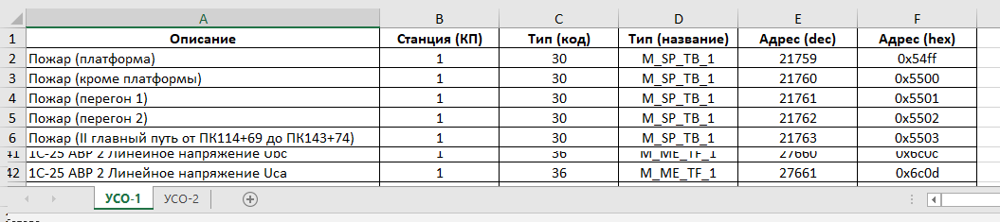 A B C D E F
1 Описание Станция (КП) Тип (код) Тип (название) Адрес (dec) Адрес (hex)
2 Пожар (платформа) 1 30 M_SP_TB_1 21759 0x54ff
3 Пожар (кроме платформы) 1 30 M_SP_TB_1 21760 0x5500
4 Пожар (перегон 1) 1 30 M_SP_TB_1 21761 0x5501
5 Пожар (перегон 2) 1 30 M_SP_TB_1 21762 0x5502
6 Пожар (II главный путь от ПК114+69 до ПК143+74) 1 30 M_SP_TB_1 21763 0x5503
41 1С-25 АВР 2 Линейное напряжение Ubc 1 36 M_ME_TF_1 27660 0x6c0c
42 1С-25 АВР 2 Линейное напряжение Uca 1 36 M_ME_TF_1 27661 0x6c0d
УСО-1 УСО-2